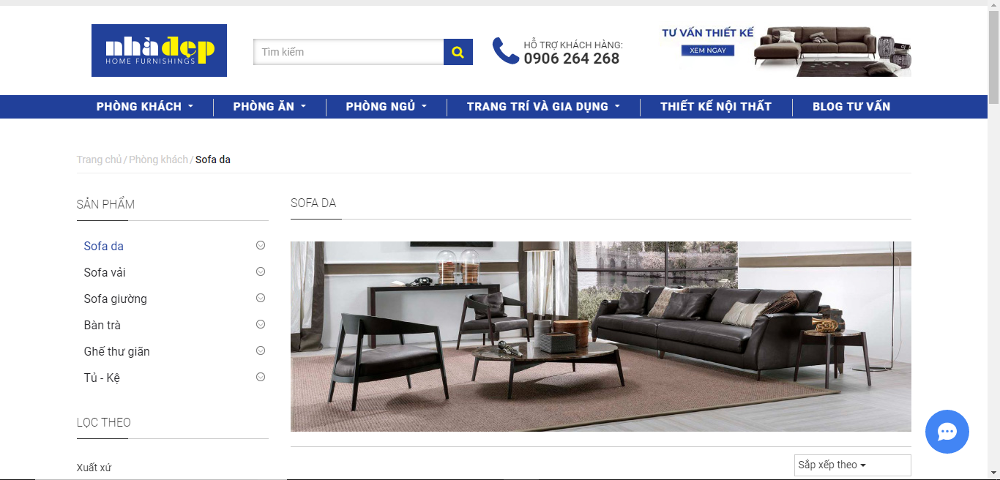 nhà đẹp
HOME FURNISHINGS
Tìm kiếm
HỖ TRỢ KHÁCH HÀNG:
0906 264 268
TƯ VẤN THIẾT KẾ
XEM NGAY
PHÒNG KHÁCH
PHÒNG ĂN
PHÒNG NGỦ
TRANG TRÍ VÀ GIA DỤNG
THIẾT KẾ NỘI THẤT
BLOG TƯ VẤN
Trang chủ / Phòng khách / Sofa da
SẢN PHẨM
Sofa da
Sofa vải
Sofa giường
Bàn trà
Ghế thư giãn
Tủ - Kệ
LỌC THEO
Xuất xứ
SOFA DA
Sắp xếp theo